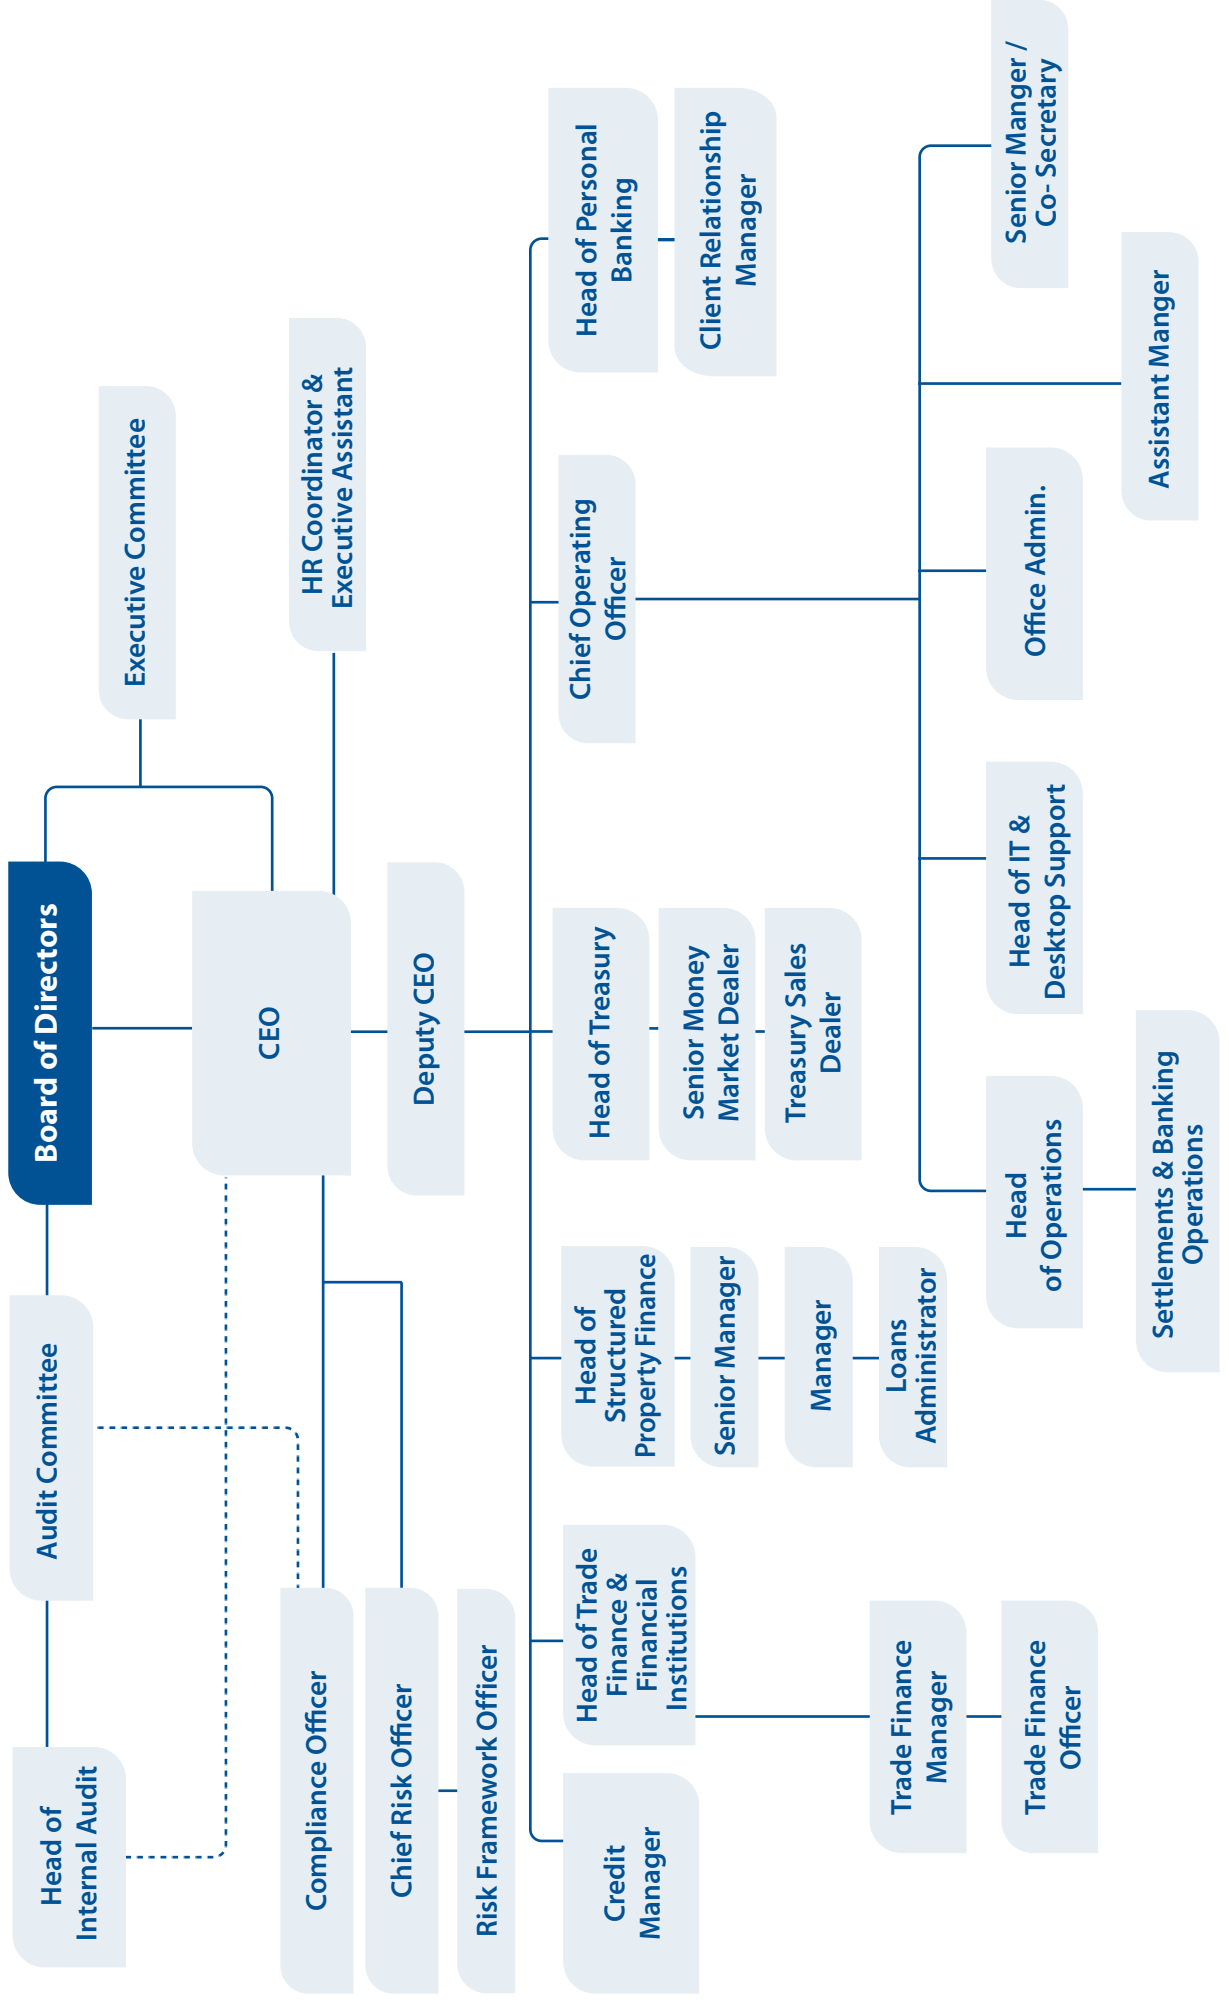 Board of Directors
Head of
Internal Audit
Audit Committee
Executive Committee
CEO
HR Coordinator &
Executive Assistant
Compliance Officer
Chief Risk Officer
Risk Framework Officer
Deputy CEO
Credit
Manager
Head of Trade
Finance &
Financial
Institutions
Trade Finance
Manager
Trade Finance
Officer
Head of
Structured
Property Finance
Senior Manager
Manager
Loans
Administrator
Head of Treasury
Senior Money
Market Dealer
Treasury Sales
Dealer
Chief Operating
Officer
Head of Personal
Banking
Client Relationship
Manager
Head
of Operations
Settlements & Banking
Operations
Head of IT &
Desktop Support
Office Admin.
Assistant Manger
Senior Manger /
Co- Secretary